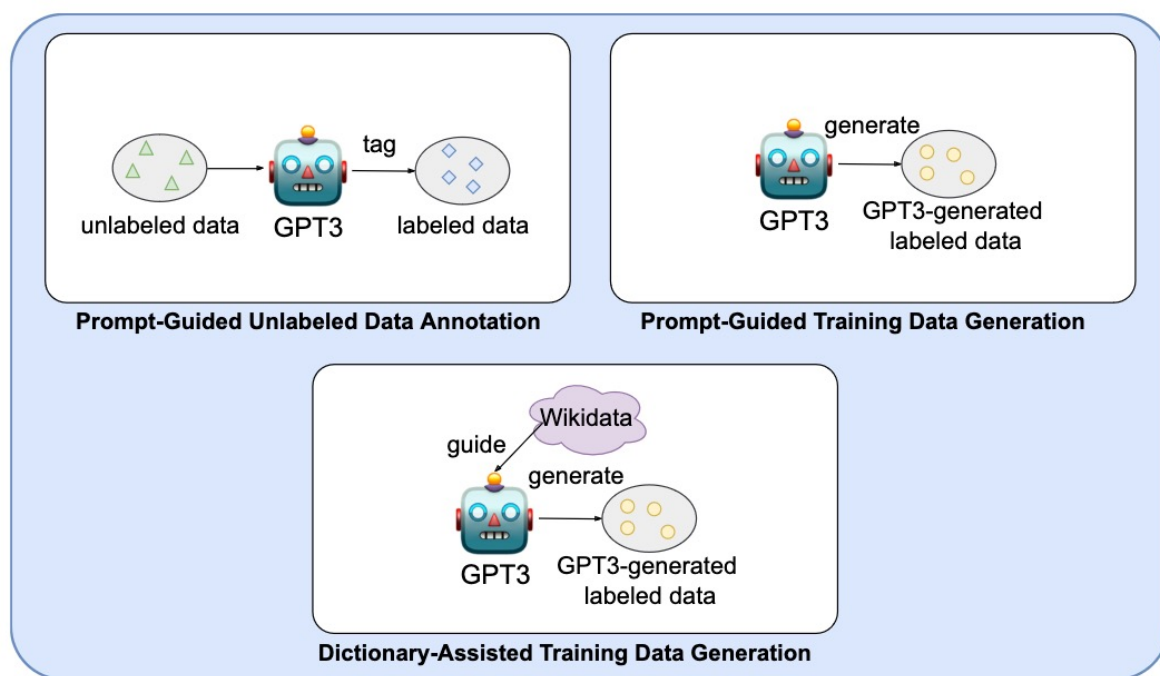 tag
unlabeled data
GPT3
labeled data
Prompt-Guided Unlabeled Data Annotation
generate
GPT3
GPT3-generated
labeled data
Prompt-Guided Training Data Generation
Wikidata
guide
generate
GPT3
GPT3-generated
labeled data
Dictionary-Assisted Training Data Generation